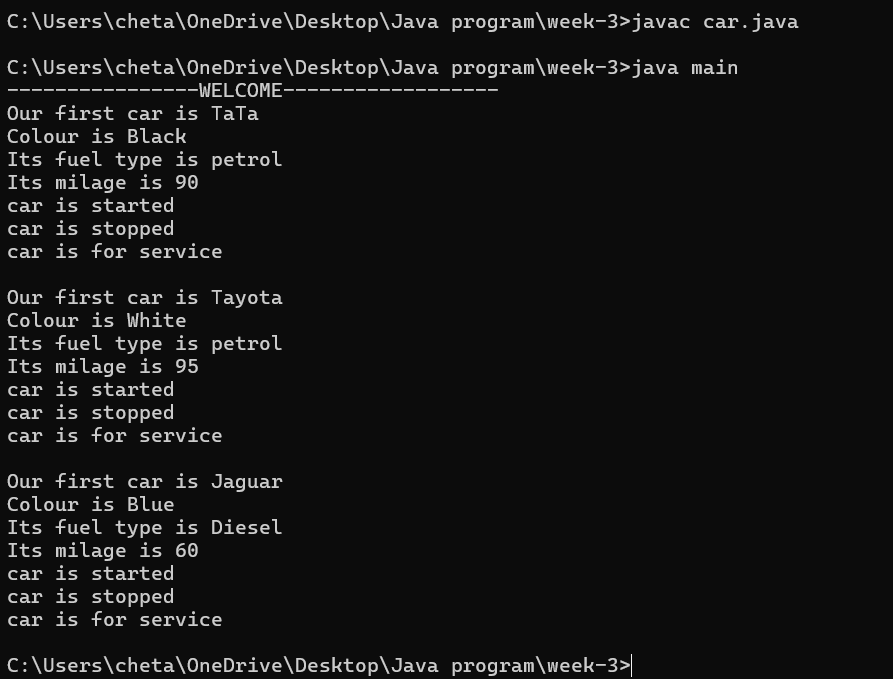 C:\Users\cheta\OneDrive\Desktop\Java program\week-3>javac car.java
C:\Users\cheta\OneDrive\Desktop\Java program\week-3>java main
----------------WELCOME------------------
Our first car is TaTa
Colour is Black
Its fuel type is petrol
Its milage is 90
car is started
car is stopped
car is for service
Our first car is Tayota
Colour is White
Its fuel type is petrol
Its milage is 95
car is started
car is stopped
car is for service
Our first car is Jaguar
Colour is Blue
Its fuel type is Diesel
Its milage is 60
car is started
car is stopped
car is for service
C:\Users\cheta\OneDrive\Desktop\Java program\week-3>